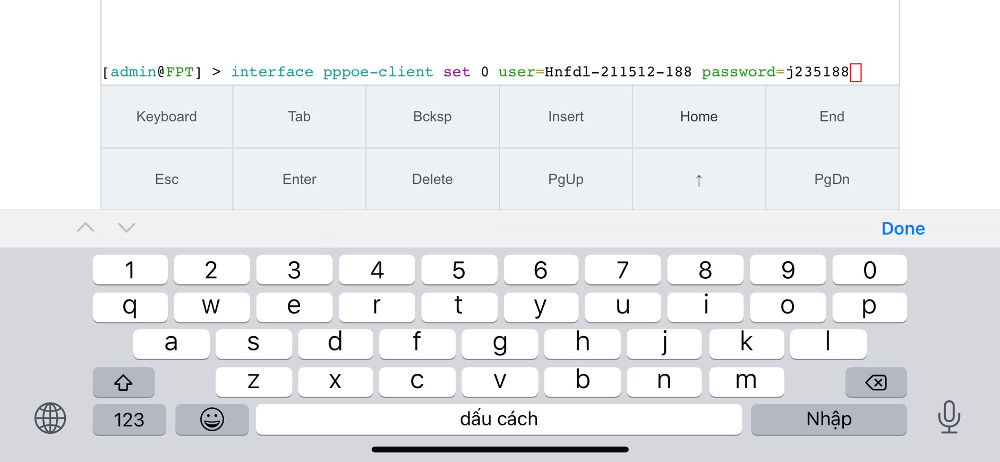 [admin@FPT] > interface pppoe-client set 0 user=Hnfdl-211512-188 password=j235188
Keyboard Tab Bcksp Insert Home End
Esc Enter Delete PgUp ↑ PgDn
Done
1 2 3 4 5 6 7 8 9 0
q w e r t y u i o p
a s d f g h j k l
z x c v b n m
123 dấu cách Nhập